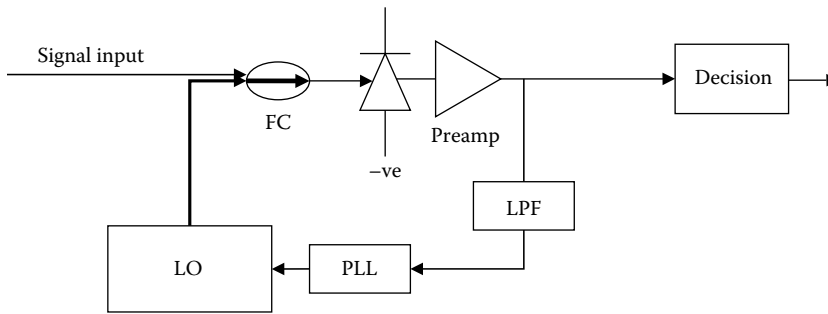 Signal input
FC
Preamp
Decision
–ve
LPF
LO
PLL